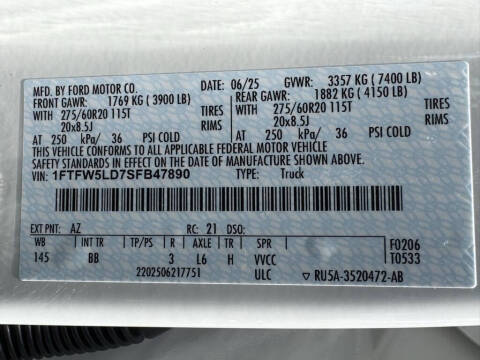 MFD. BY FORD MOTOR CO. DATE: 06/25 GVWR: 3357 KG ( 7400 LB)
FRONT GAWR: 1769 KG ( 3900 LB) REAR GAWR: 1882 KG ( 4150 LB)
WITH 275/60R20 115T TIRES WITH 275/60R20 115T TIRES
20x8.5J RIMS 20x8.5J RIMS
AT 250 kPa/ 36 PSI COLD AT 250 kPa/ 36 PSI COLD
THIS VEHICLE CONFORMS TO ALL APPLICABLE FEDERAL MOTOR VEHICLE
SAFETY STANDARDS IN EFFECT ON THE DATE OF MANUFACTURE SHOWN ABOVE.
VIN: 1FTFW5LD7SFB47890 TYPE: Truck
EXT PNT: AZ RC: 21 DSO:
WB INT TR TP/PS R AXLE TR SPR F0206
145 BB 3 L6 H VVCC T0533
2202506217751 ULC RU5A-3520472-AB